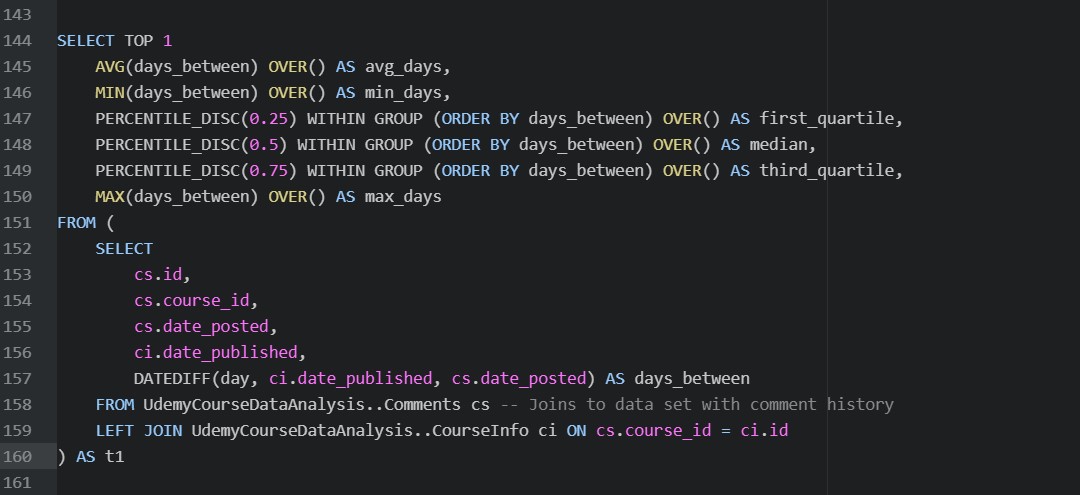 143
144 SELECT TOP 1
145     AVG(days_between) OVER() AS avg_days,
146     MIN(days_between) OVER() AS min_days,
147     PERCENTILE_DISC(0.25) WITHIN GROUP (ORDER BY days_between) OVER() AS first_quartile,
148     PERCENTILE_DISC(0.5) WITHIN GROUP (ORDER BY days_between) OVER() AS median,
149     PERCENTILE_DISC(0.75) WITHIN GROUP (ORDER BY days_between) OVER() AS third_quartile,
150     MAX(days_between) OVER() AS max_days
151 FROM (
152     SELECT
153         cs.id,
154         cs.course_id,
155         cs.date_posted,
156         ci.date_published,
157         DATEDIFF(day, ci.date_published, cs.date_posted) AS days_between
158     FROM UdemyCourseDataAnalysis..Comments cs -- Joins to data set with comment history
159     LEFT JOIN UdemyCourseDataAnalysis..CourseInfo ci ON cs.course_id = ci.id
160 ) AS t1
161